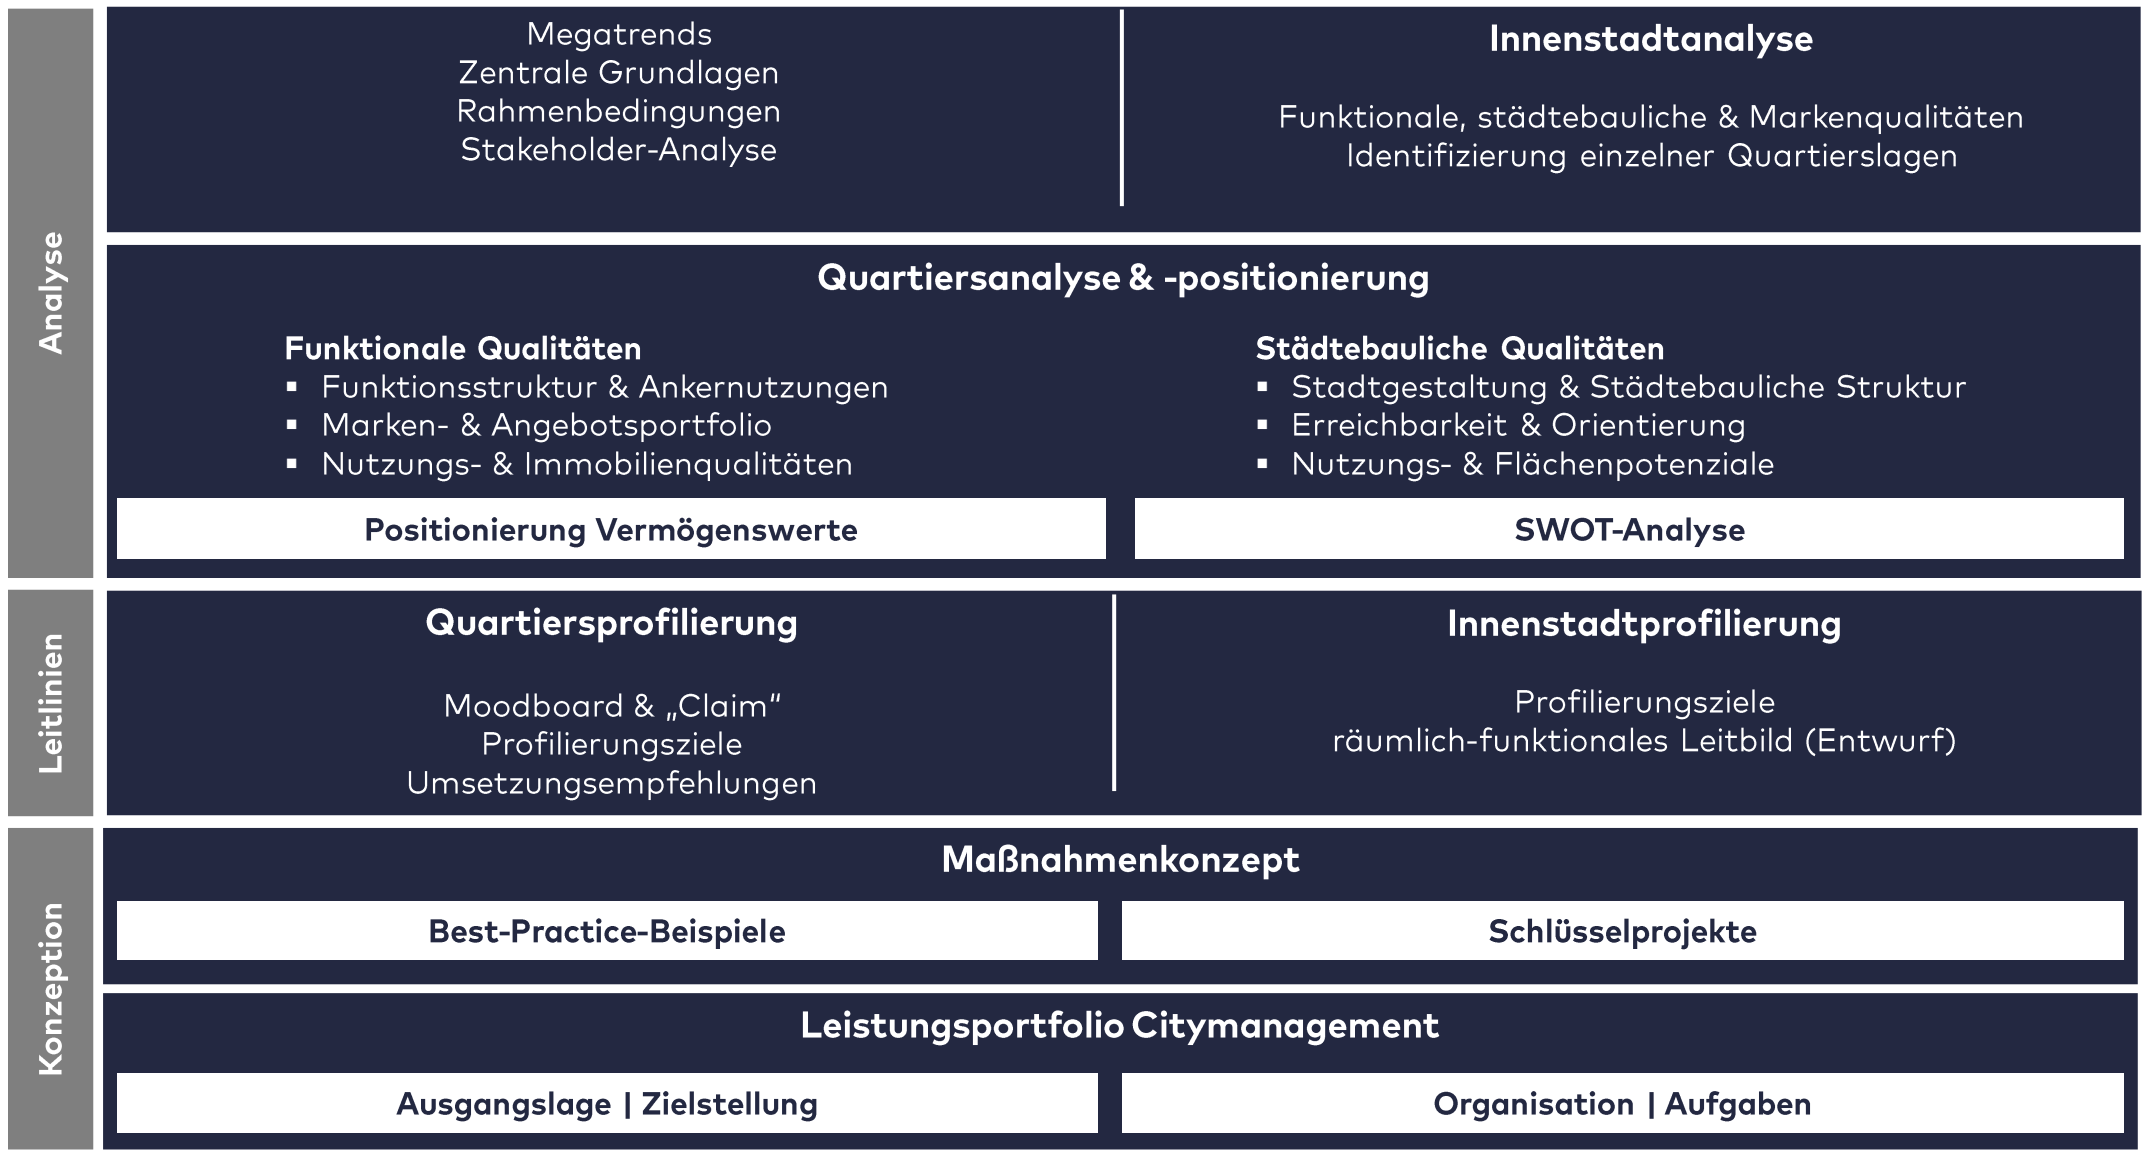 Analyse
Megatrends
Zentrale Grundlagen
Rahmenbedingungen
Stakeholder-Analyse
Innenstadtanalyse
Funktionale, städtebauliche & Markenqualitäten
Identifizierung einzelner Quartierslagen
Quartiersanalyse & -positionierung
Funktionale Qualitäten
▪ Funktionsstruktur & Ankernutzungen
▪ Marken- & Angebotsportfolio
▪ Nutzungs- & Immobilienqualitäten
Städtebauliche Qualitäten
▪ Stadtgestaltung & Städtebauliche Struktur
▪ Erreichbarkeit & Orientierung
▪ Nutzungs- & Flächenpotenziale
Positionierung Vermögenswerte
SWOT-Analyse
Leitlinien
Quartiersprofilierung
Moodboard & „Claim“
Profilierungsziele
Umsetzungsempfehlungen
Innenstadtprofilierung
Profilierungsziele
räumlich-funktionales Leitbild (Entwurf)
Konzeption
Maßnahmenkonzept
Best-Practice-Beispiele
Schlüsselprojekte
Leistungsportfolio Citymanagement
Ausgangslage | Zielstellung
Organisation | Aufgaben